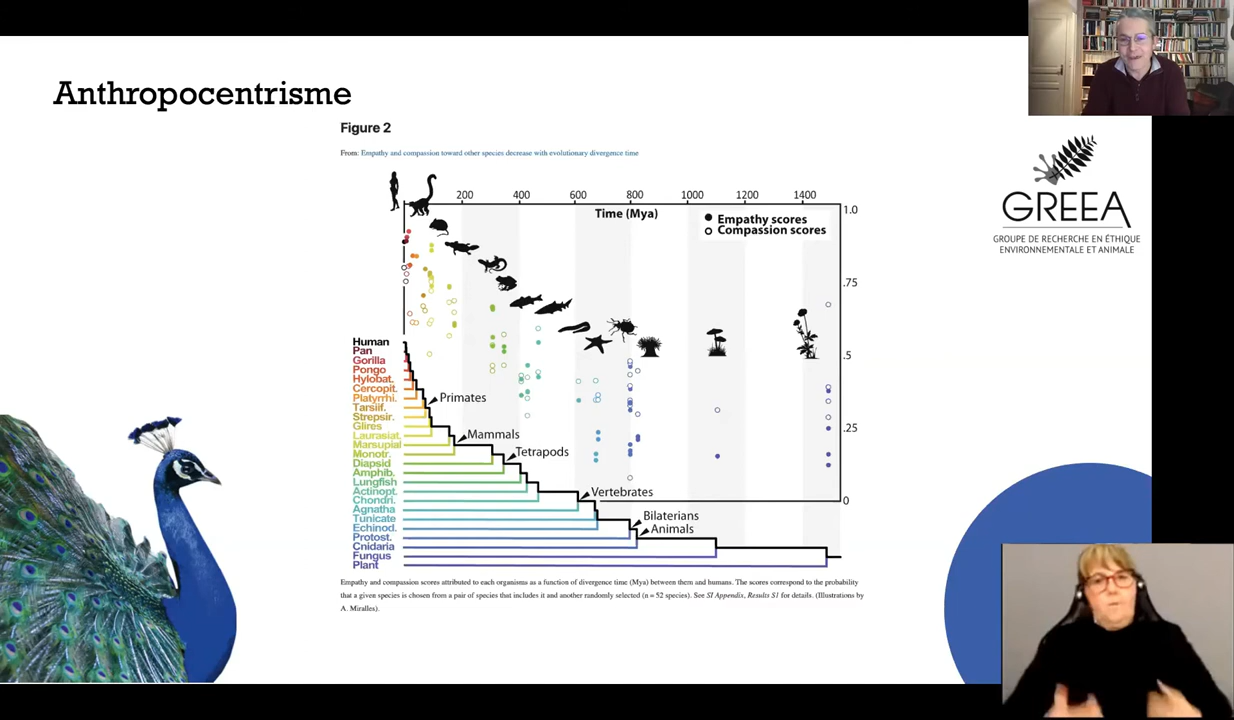 Anthropocentrisme
Figure 2
From: Empathy and compassion toward other species decrease with evolutionary divergence time
200 400 600 800 1000 1200 1400
Time (Mya)
Empathy scores
Compassion scores
1.0
.75
.5
.25
0
Human
Pan
Gorilla
Pongo
Hylobat.
Cercopit.
Platyrrhi.
Tarsiif.
Strepsir.
Glires
Laurasiat.
Marsupial
Monotr.
Diapsid
Amphib.
Lungfish
Actinopt.
Chondri.
Agnatha
Tunicate
Echinod.
Protost.
Cnidaria
Fungus
Plant
Primates
Mammals
Tetrapods
Vertebrates
Bilaterians
Animals
Empathy and compassion scores attributed to each organisms as a function of divergence time (Mya) between them and humans. The scores correspond to the probability
that a given species is chosen from a pair of species that includes it and another randomly selected (n = 52 species). See SI Appendix, Results S1 for details. (Illustrations by
A. Miralles).
GREEA
GROUPE DE RECHERCHE EN ÉTHIQUE
ENVIRONNEMENTALE ET ANIMALE